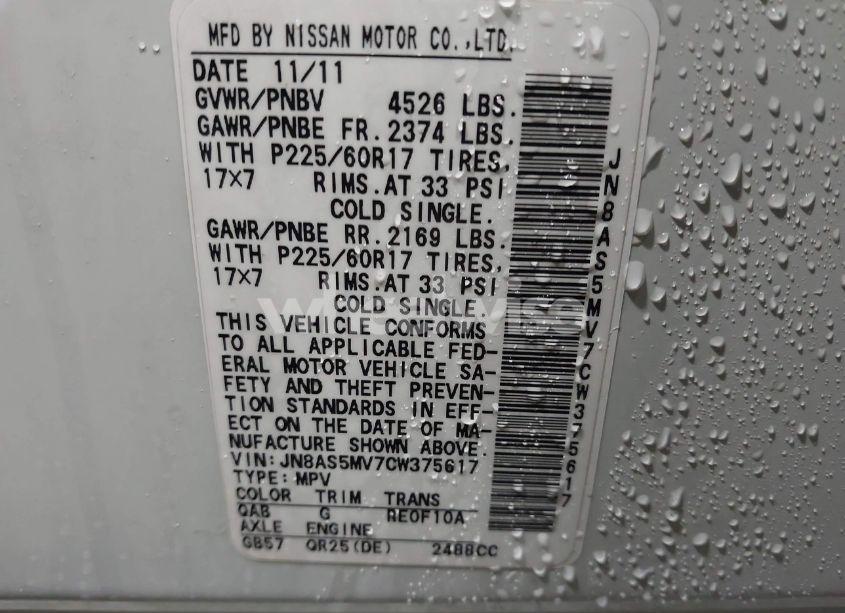 MFD BY NISSAN MOTOR CO.,LTD.
DATE 11/11
GVWR/PNBV 4526 LBS.
GAWR/PNBE FR.2374 LBS.
WITH P225/60R17 TIRES,
17×7 RIMS.AT 33 PSI
COLD SINGLE.
GAWR/PNBE RR.2169 LBS.
WITH P225/60R17 TIRES,
17×7 RIMS.AT 33 PSI
COLD SINGLE.
THIS VEHICLE CONFORMS
TO ALL APPLICABLE FED-
ERAL MOTOR VEHICLE SA-
FETY AND THEFT PREVEN-
TION STANDARDS IN EFF-
ECT ON THE DATE OF MA-
NUFACTURE SHOWN ABOVE.
VIN:JN8AS5MV7CW375617
TYPE:MPV
COLOR TRIM TRANS
QAB G RE0F10A
AXLE ENGINE
GB57 QR25(DE) 2488CC
JN8AS5MV7CW375617